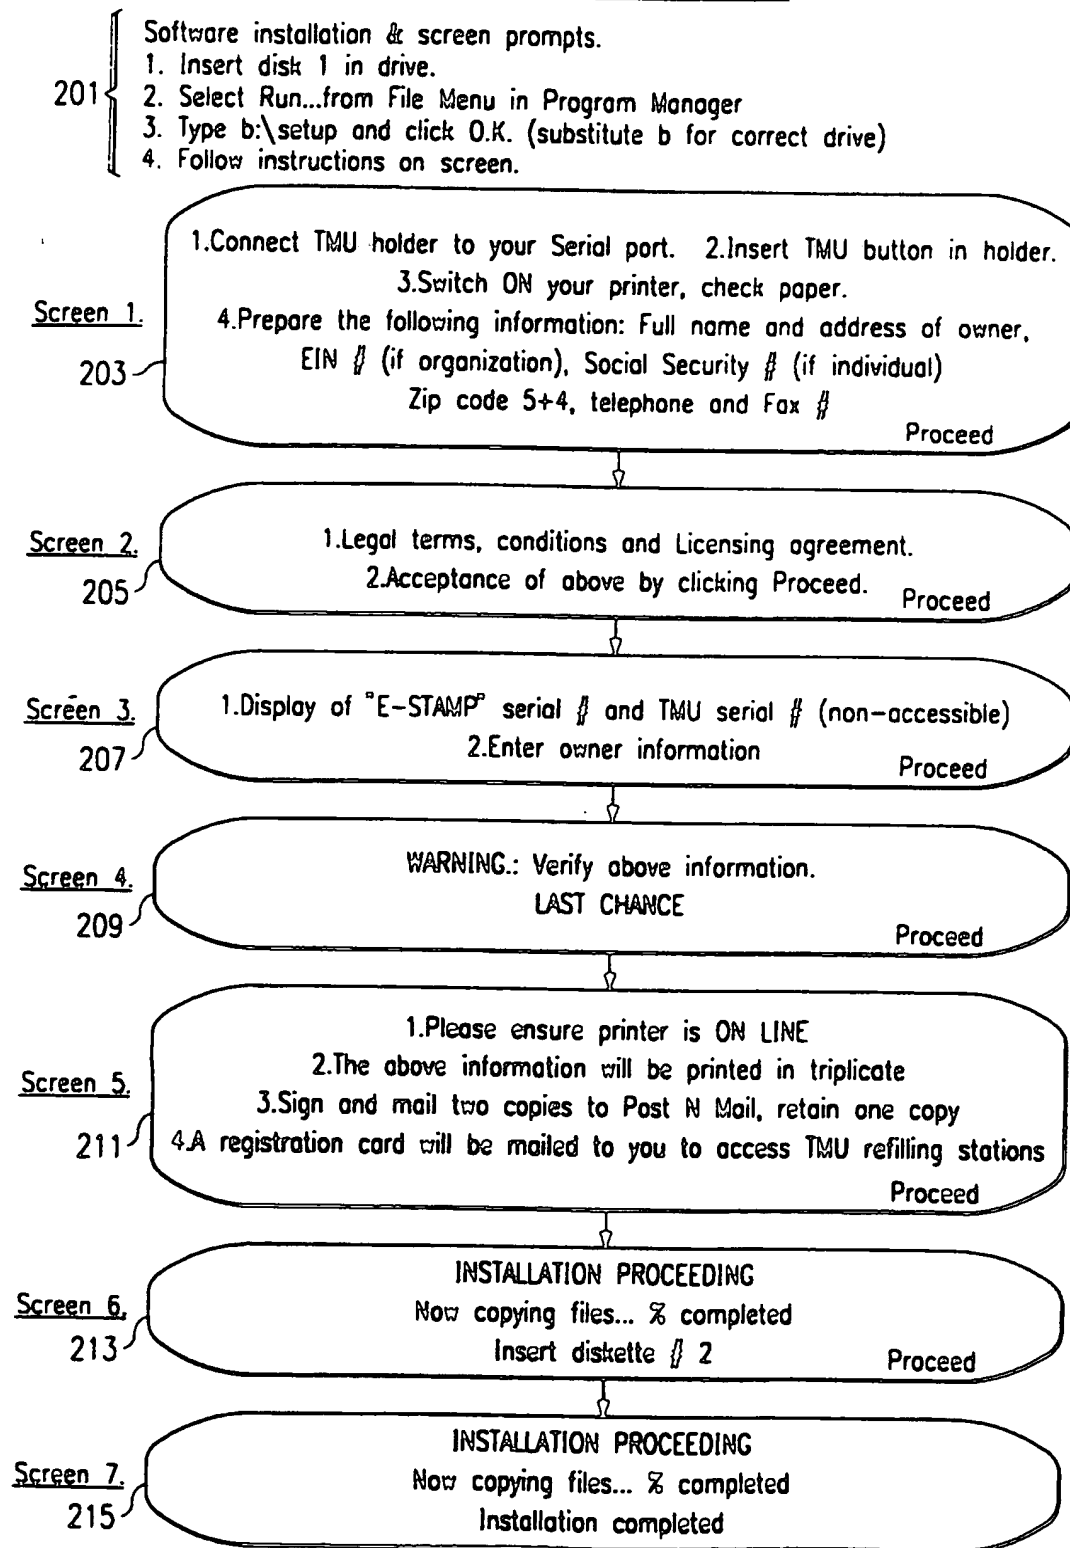 Software installation & screen prompts.
1. Insert disk 1 in drive.
201
2. Select Run...from File Menu in Program Manager
3. Type b:\setup and click O.K. (substitute b for correct drive)
4. Follow instructions on screen.
1.Connect TMU holder to your Serial port. 2.Insert TMU button in holder.
3.Switch ON your printer, check paper.
Screen 1.
4.Prepare the following information: Full name and address of owner,
203
EIN # (if organization), Social Security # (if individual)
Zip code 5+4, telephone and Fax #
Proceed
Screen 2.
1.Legal terms, conditions and Licensing agreement.
205
2.Acceptance of above by clicking Proceed.
Proceed
Screen 3.
1.Display of "E-STAMP" serial # and TMU serial # (non-accessible)
207
2.Enter owner information
Proceed
Screen 4.
WARNING.: Verify above information.
209
LAST CHANCE
Proceed
1.Please ensure printer is ON LINE
2.The above information will be printed in triplicate
Screen 5.
3.Sign and mail two copies to Post N Mail, retain one copy
211
4.A registration card will be mailed to you to access TMU refilling stations
Proceed
INSTALLATION PROCEEDING
Screen 6.
Now copying files... % completed
213
Insert diskette # 2
Proceed
INSTALLATION PROCEEDING
Screen 7.
Now copying files... % completed
215
Installation completed